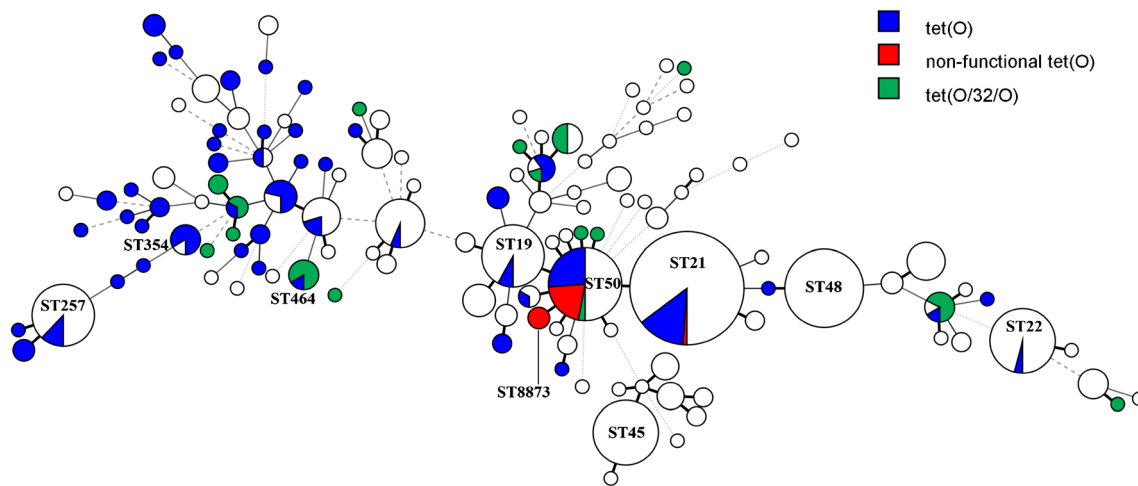 tet(O)
non-functional tet(O)
tet(O/32/O)
ST354
ST19
ST50
ST21
ST48
ST464
ST257
ST22
ST8873
ST45